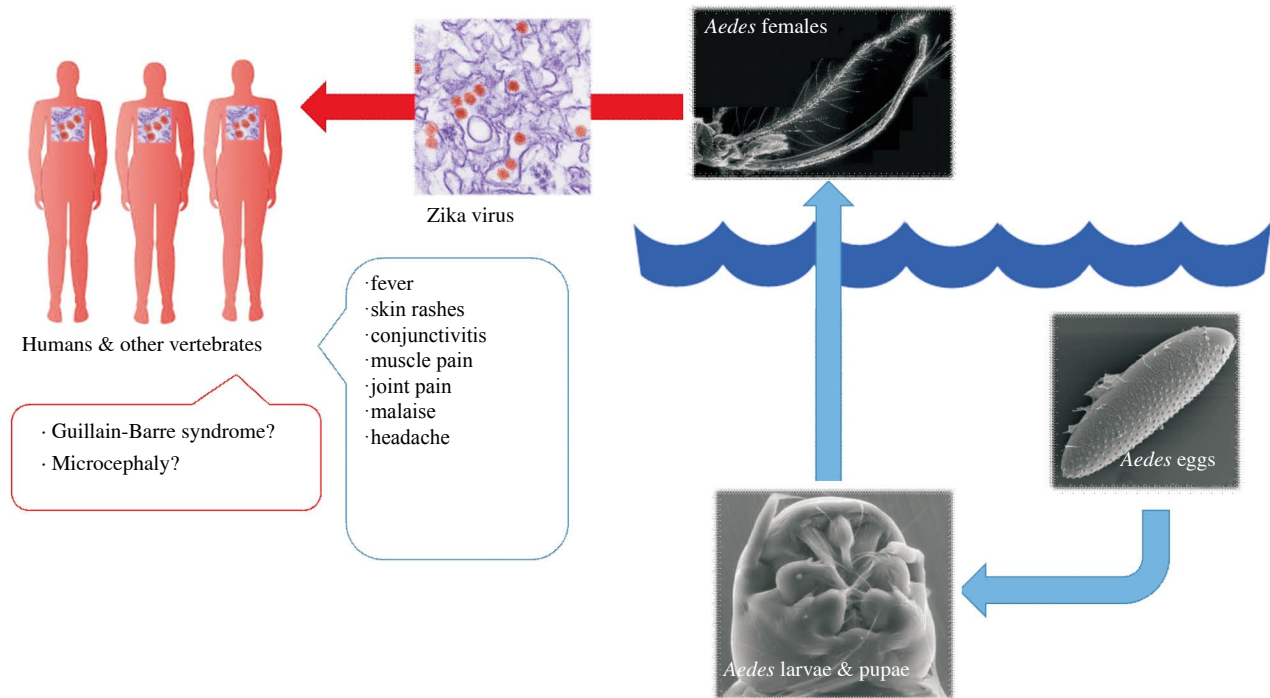 Aedes females
Zika virus
Humans & other vertebrates
·fever
·skin rashes
·conjunctivitis
·muscle pain
·joint pain
·malaise
·headache
· Guillain-Barre syndrome?
· Microcephaly?
Aedes eggs
Aedes larvae & pupae